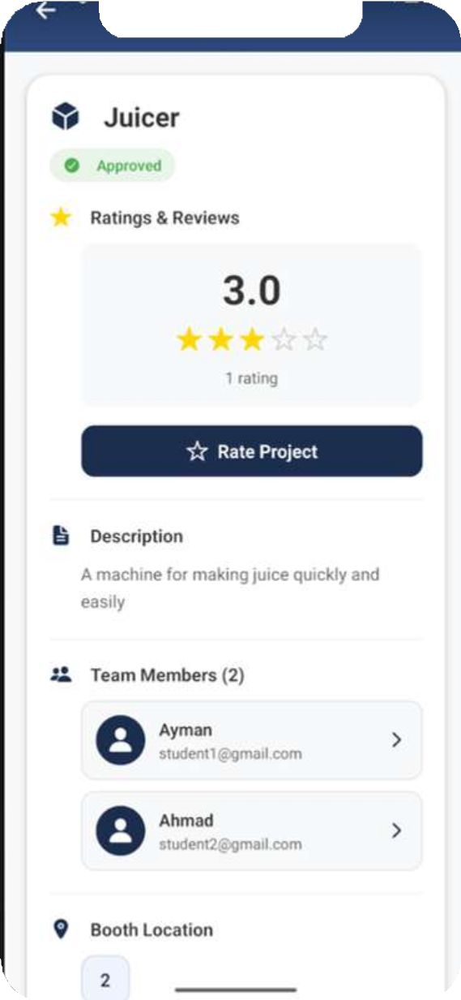 Juicer
Approved
Ratings & Reviews
3.0
1 rating
Rate Project
Description
A machine for making juice quickly and
easily
Team Members (2)
Ayman
student1@gmail.com
Ahmad
student2@gmail.com
Booth Location
2